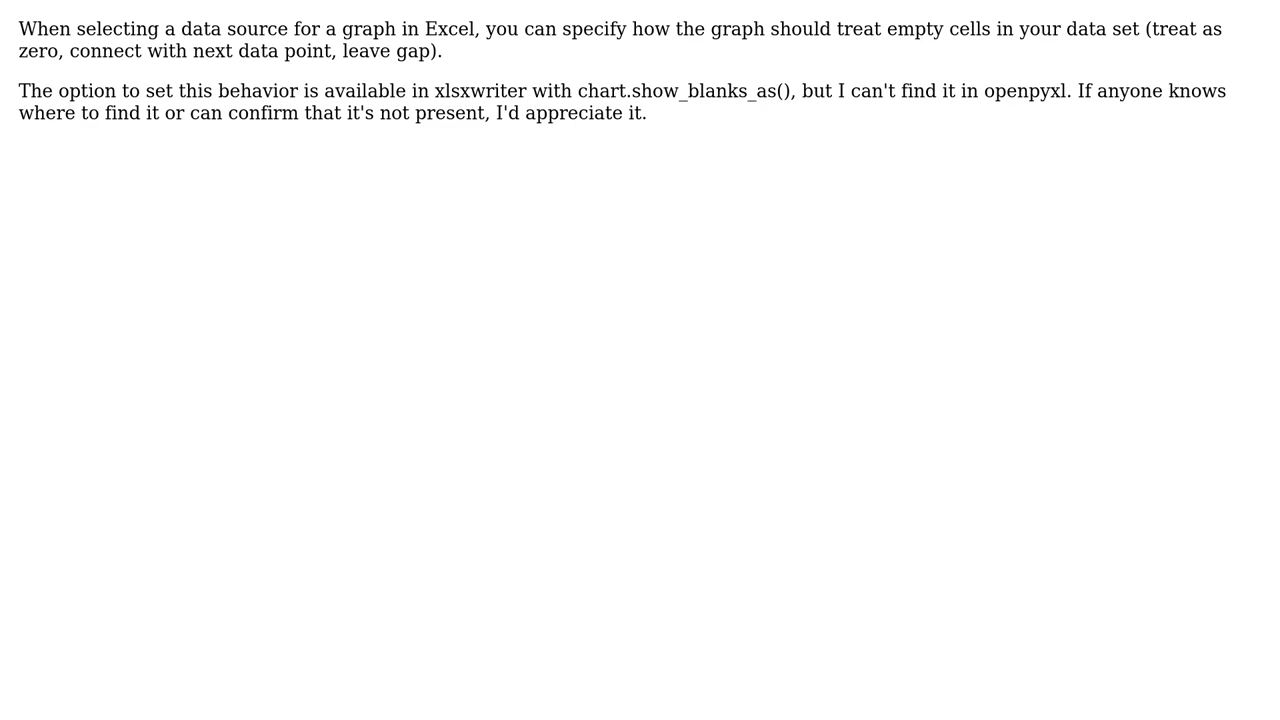 When selecting a data source for a graph in Excel, you can specify how the graph should treat empty cells in your data set (treat as
zero, connect with next data point, leave gap).
The option to set this behavior is available in xlsxwriter with chart.show_blanks_as(), but I can't find it in openpyxl. If anyone knows
where to find it or can confirm that it's not present, I'd appreciate it.